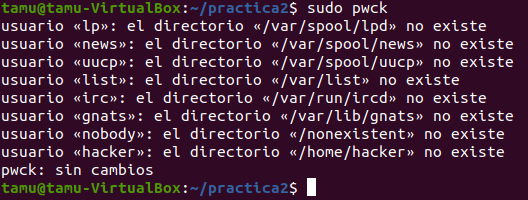 tamu@tamu-VirtualBox:~/practica2$ sudo pwck
usuario «lp»: el directorio «/var/spool/lpd» no existe
usuario «news»: el directorio «/var/spool/news» no existe
usuario «uucp»: el directorio «/var/spool/uucp» no existe
usuario «list»: el directorio «/var/list» no existe
usuario «irc»: el directorio «/var/run/ircd» no existe
usuario «gnats»: el directorio «/var/lib/gnats» no existe
usuario «nobody»: el directorio «/nonexistent» no existe
usuario «hacker»: el directorio «/home/hacker» no existe
pwck: sin cambios
tamu@tamu-VirtualBox:~/practica2$